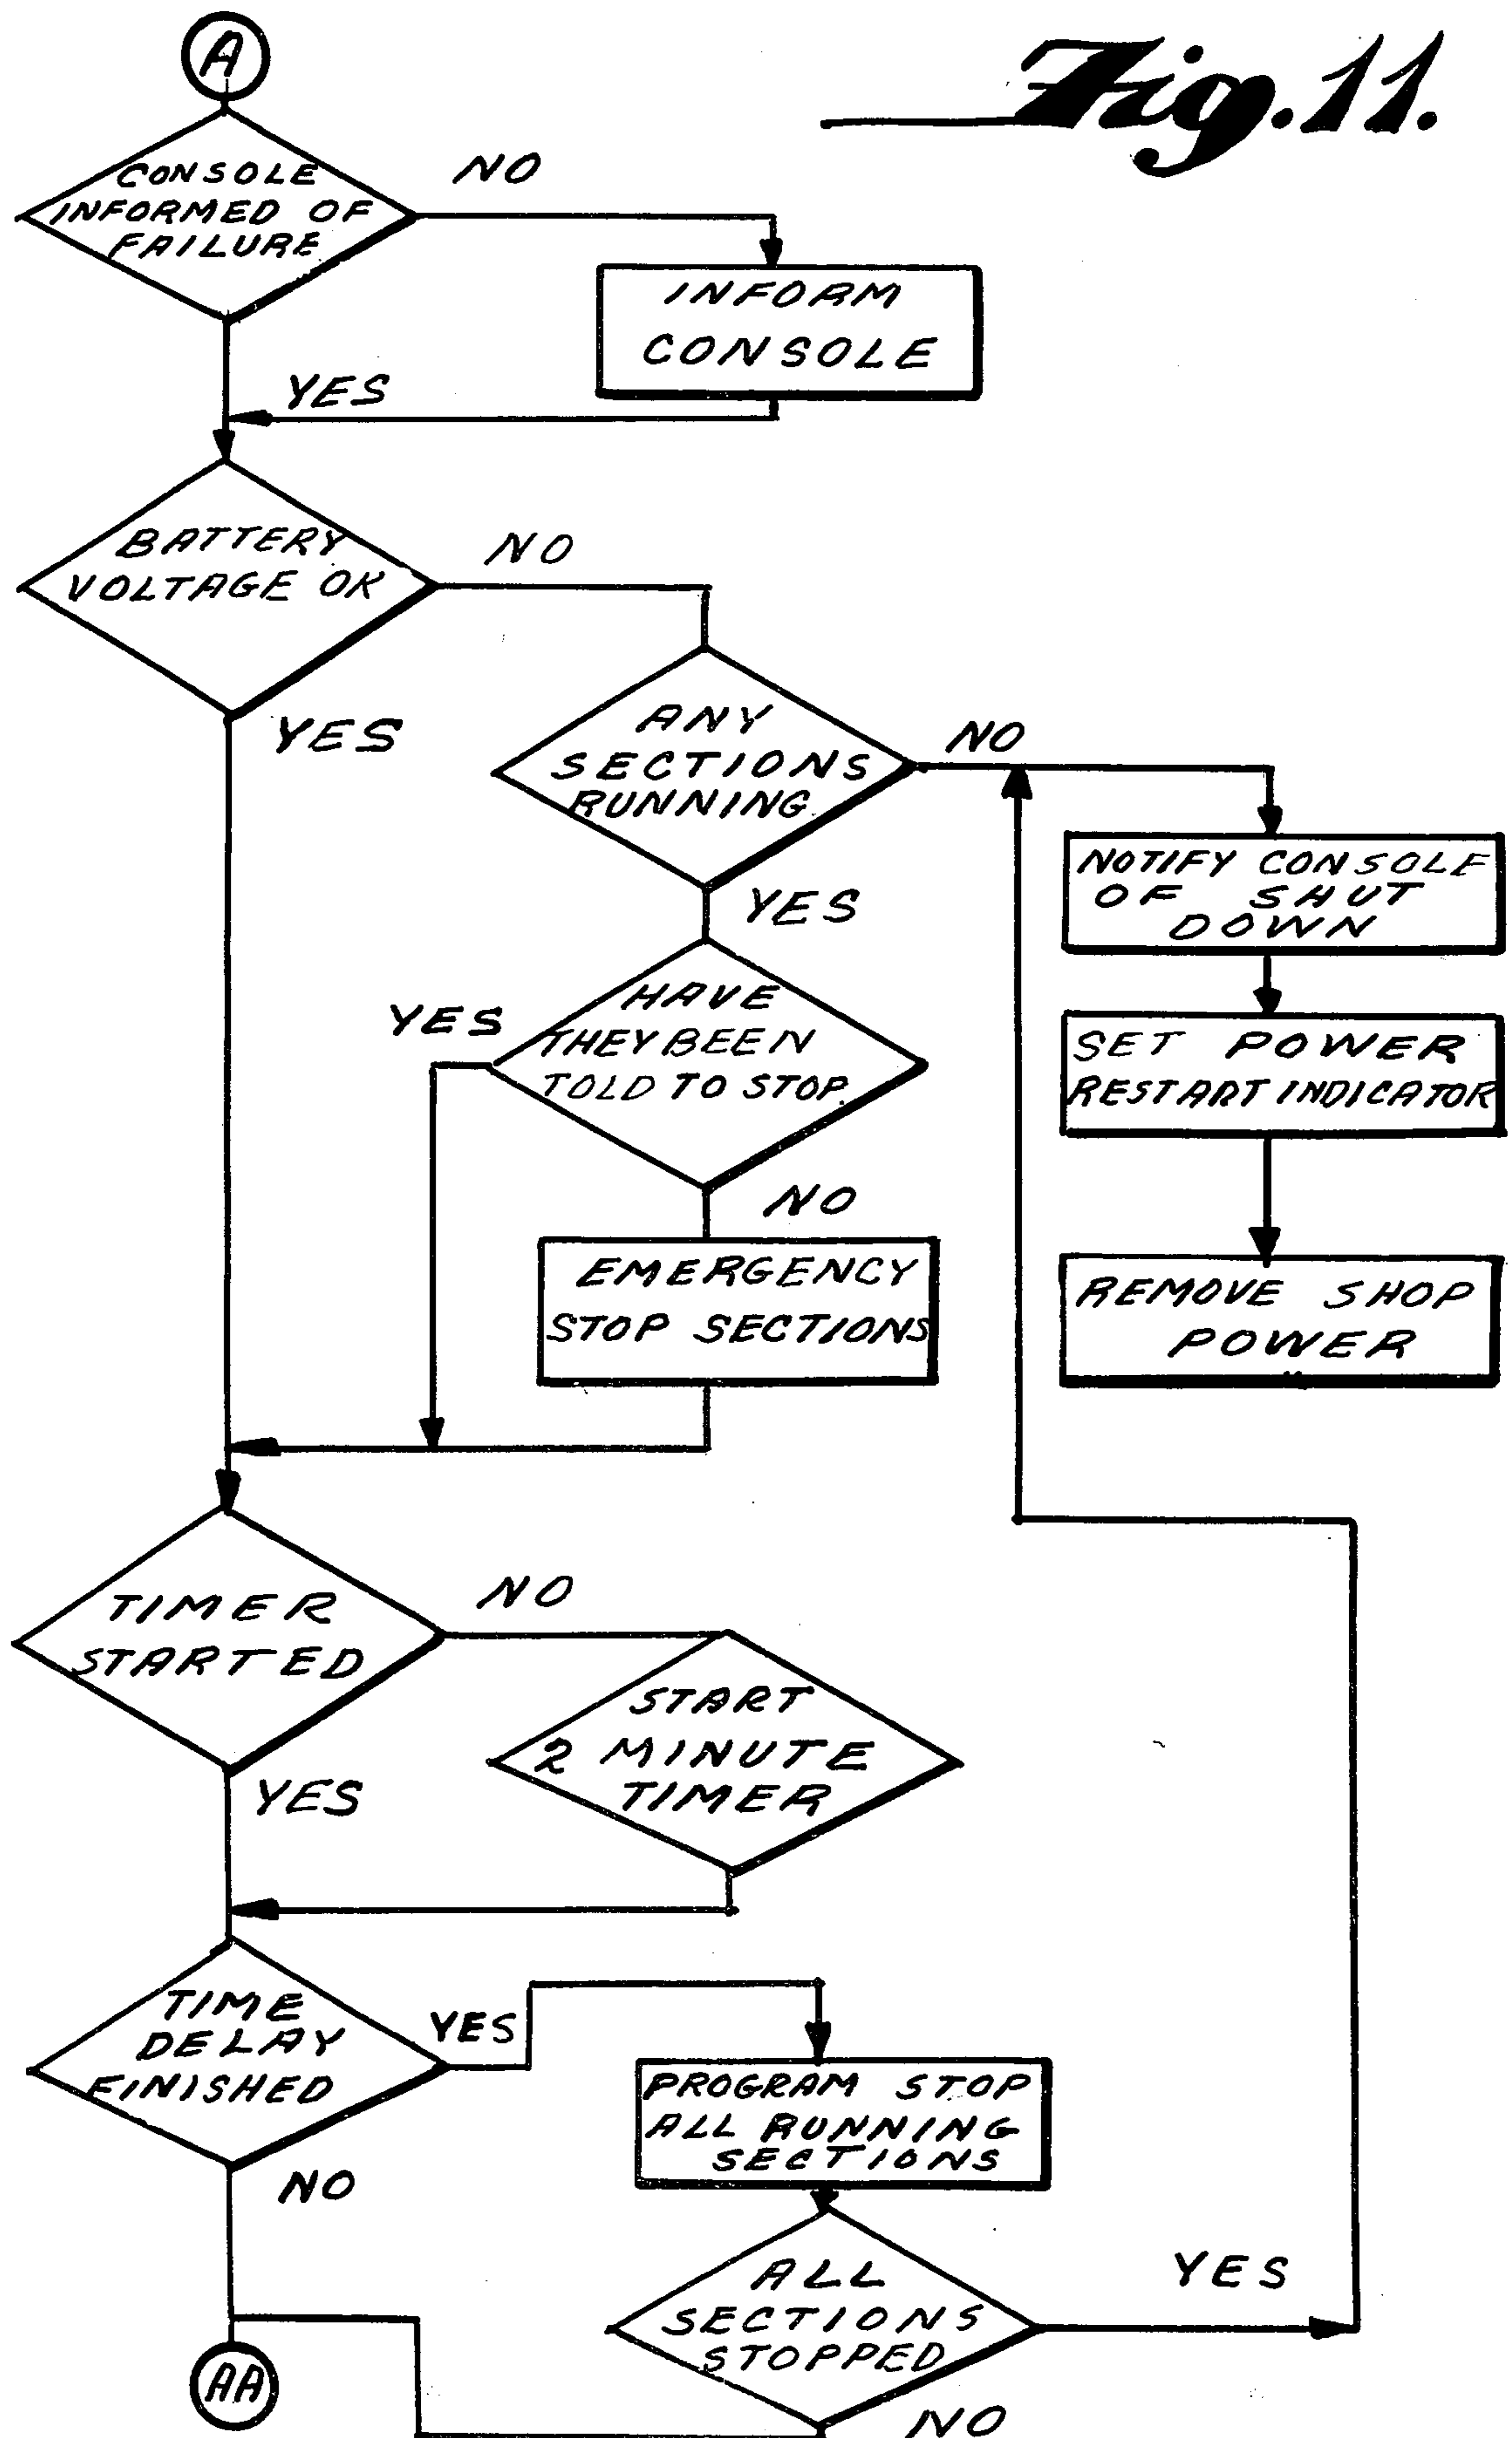 Fig. 11.
A
CONSOLE
INFORMED OF
FAILURE
NO
INFORM
CONSOLE
YES
BATTERY
VOLTAGE OK
NO
YES
ANY
SECTIONS
RUNNING
NO
YES
NOTIFY CONSOLE
OF SHUT
DOWN
HAVE
THEY BEEN
TOLD TO STOP
YES
NO
SET POWER
RESTART INDICATOR
EMERGENCY
STOP SECTIONS
REMOVE SHOP
POWER
TIMER
STARTED
NO
YES
START
2 MINUTE
TIMER
TIME
DELAY
FINISHED
YES
NO
PROGRAM STOP
ALL RUNNING
SECTIONS
ALL
SECTIONS
STOPPED
YES
NO
AA